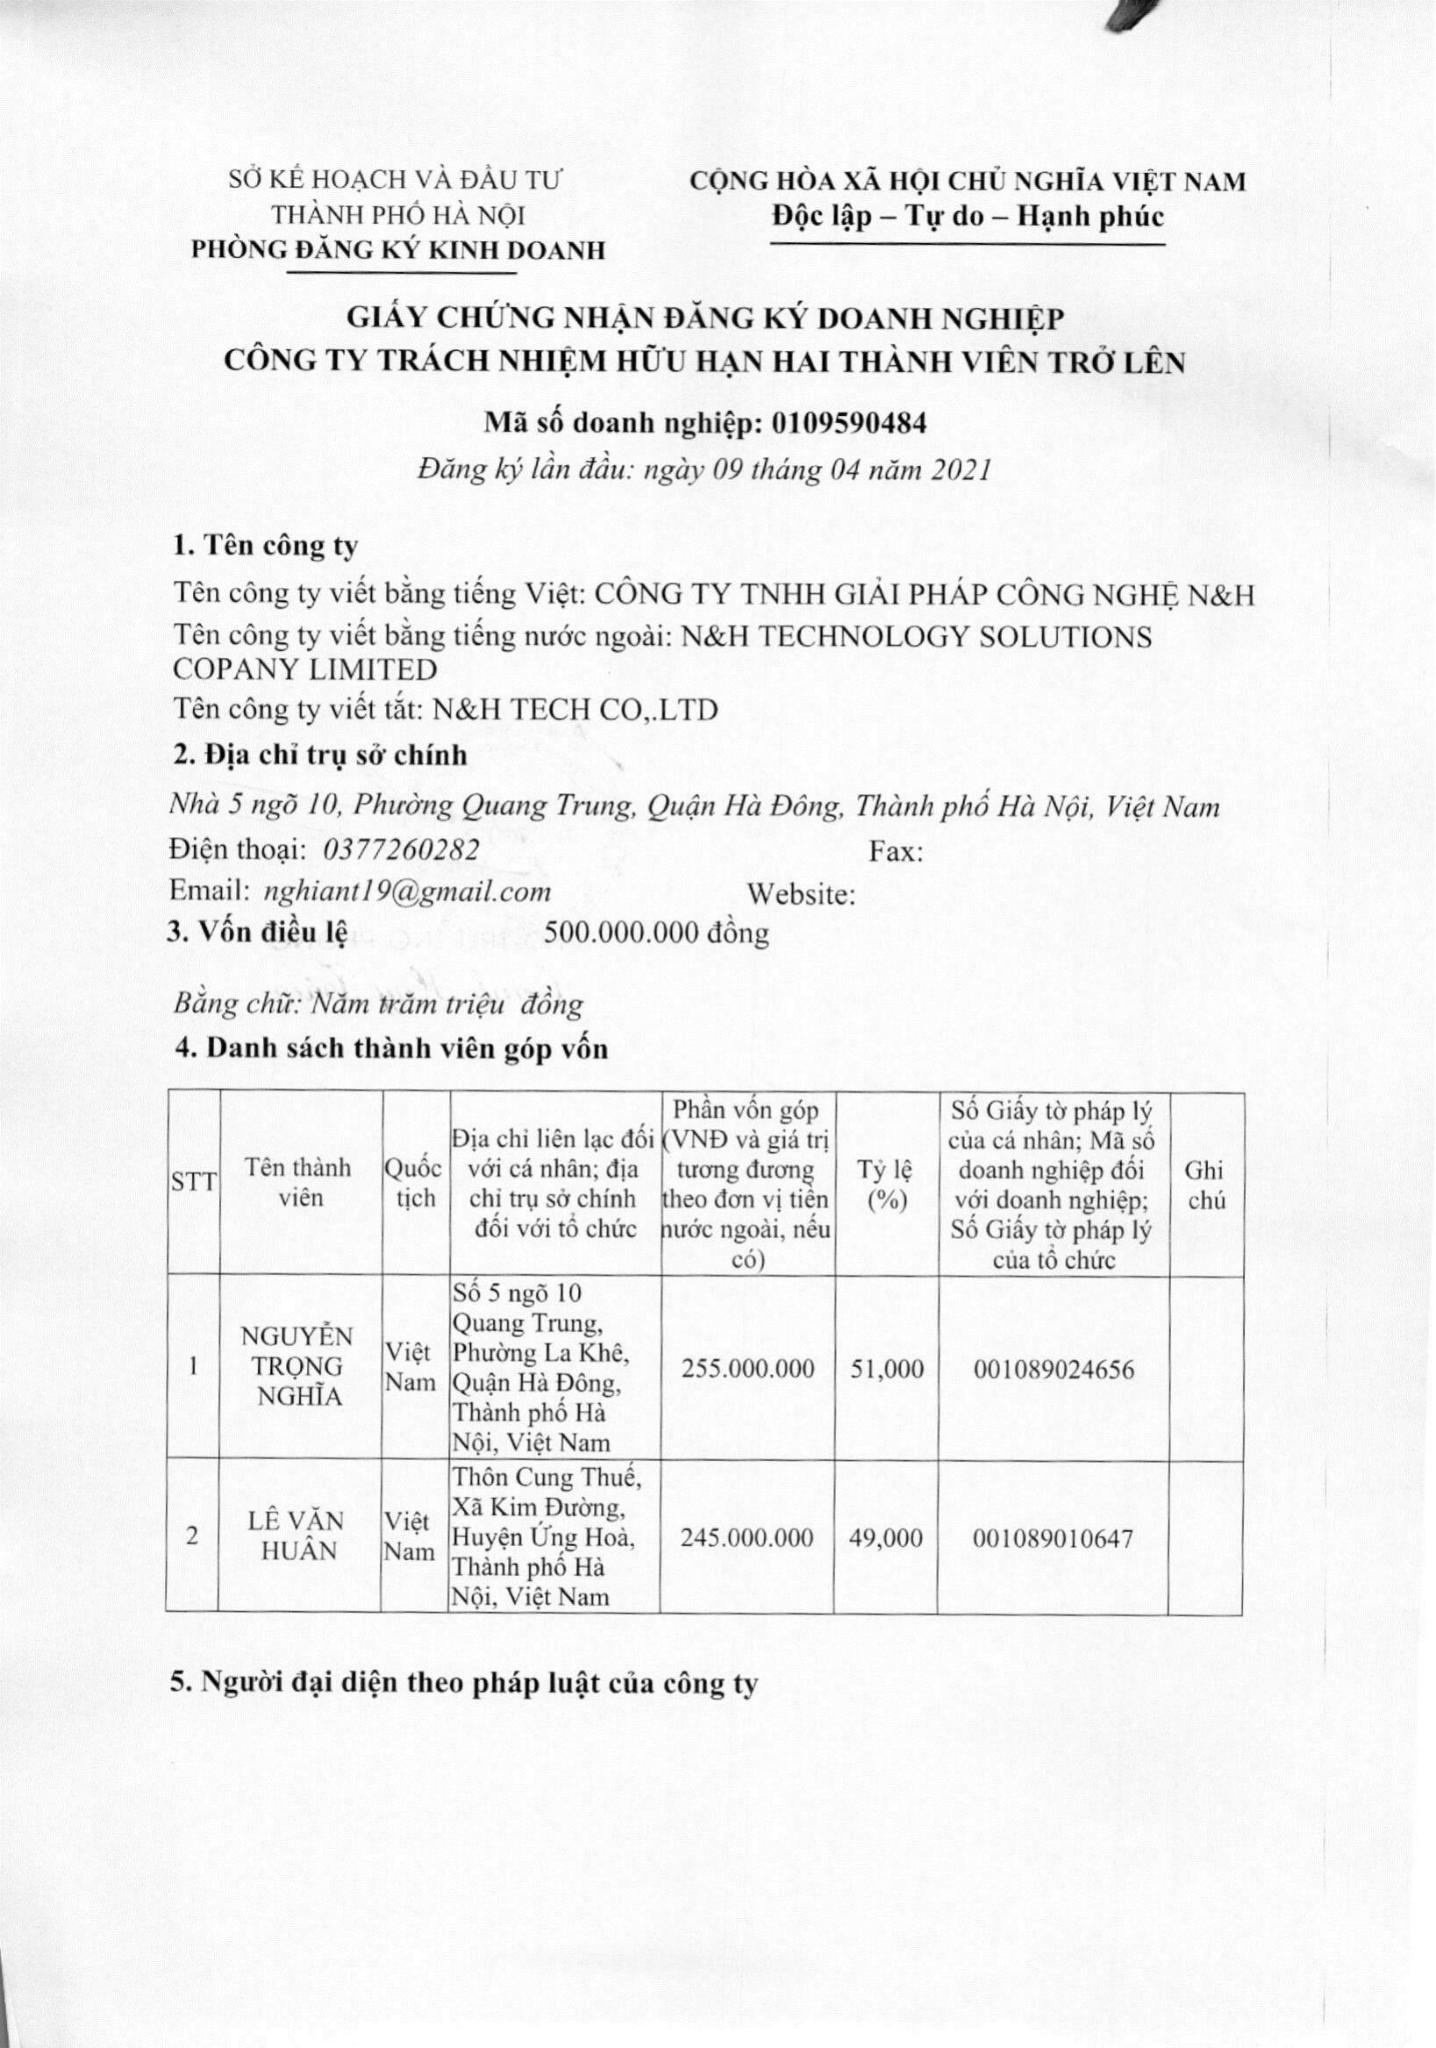 SỞ KẾ HOẠCH VÀ ĐẦU TƯ
THÀNH PHỐ HÀ NỘI
PHÒNG ĐĂNG KÝ KINH DOANH
CỘNG HÒA XÃ HỘI CHỦ NGHĨA VIỆT NAM
Độc lập – Tự do – Hạnh phúc
GIẤY CHỨNG NHẬN ĐĂNG KÝ DOANH NGHIỆP
CÔNG TY TRÁCH NHIỆM HỮU HẠN HAI THÀNH VIÊN TRỞ LÊN
Mã số doanh nghiệp: 0109590484
Đăng ký lần đầu: ngày 09 tháng 04 năm 2021
1. Tên công ty
Tên công ty viết bằng tiếng Việt: CÔNG TY TNHH GIẢI PHÁP CÔNG NGHỆ N&H
Tên công ty viết bằng tiếng nước ngoài: N&H TECHNOLOGY SOLUTIONS
COPANY LIMITED
Tên công ty viết tắt: N&H TECH CO,.LTD
2. Địa chỉ trụ sở chính
Nhà 5 ngõ 10, Phường Quang Trung, Quận Hà Đông, Thành phố Hà Nội, Việt Nam
Điện thoại: 0377260282 Fax:
Email: nghiant19@gmail.com Website:
3. Vốn điều lệ 500.000.000 đồng
Bằng chữ: Năm trăm triệu đồng
4. Danh sách thành viên góp vốn
STT
Tên thành
viên
Quốc
tịch
Địa chỉ liên lạc đối
với cá nhân; địa
chỉ trụ sở chính
đối với tổ chức
Phần vốn góp
(VNĐ và giá trị
tương đương
theo đơn vị tiền
nước ngoài, nếu
có)
Tỷ lệ
(%)
Số Giấy tờ pháp lý
của cá nhân; Mã số
doanh nghiệp đối
với doanh nghiệp;
Số Giấy tờ pháp lý
của tổ chức
Ghi
chú
1
NGUYỄN
TRỌNG
NGHĨA
Việt
Nam
Số 5 ngõ 10
Quang Trung,
Phường La Khê,
Quận Hà Đông,
Thành phố Hà
Nội, Việt Nam
255.000.000
51,000
001089024656
2
LÊ VĂN
HUÂN
Việt
Nam
Thôn Cung Thuế,
Xã Kim Đường,
Huyện Ứng Hoà,
Thành phố Hà
Nội, Việt Nam
245.000.000
49,000
001089010647
5. Người đại diện theo pháp luật của công ty